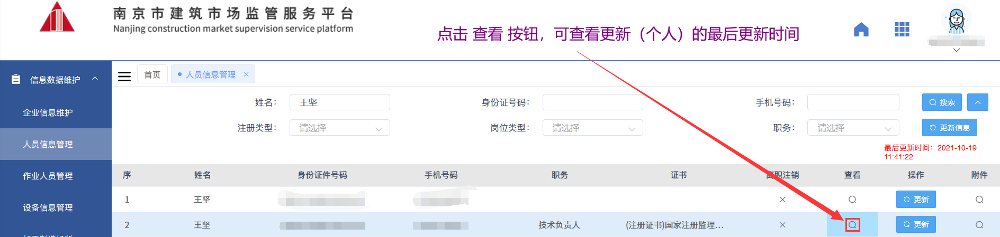 南京市建筑市场监管服务平台
Nanjing construction market supervision service platform
点击 查看 按钮，可查看更新（个人）的最后更新时间
信息数据维护
首页
人员信息管理 ×
姓名： 王坚 身份证号码： 手机号码： 搜索
企业信息维护
注册类型： 请选择 岗位类型： 请选择 职务： 请选择 更新信息
人员信息管理
最后更新时间：2021-10-19
11:41:22
序 姓名 身份证件号码 手机号码 职务 证书 离职注销 查看 操作 附件
作业人员管理
1 王坚 × 更新
设备信息管理
2 王坚 技术负责人 (注册证书)国家注册监理... × 更新